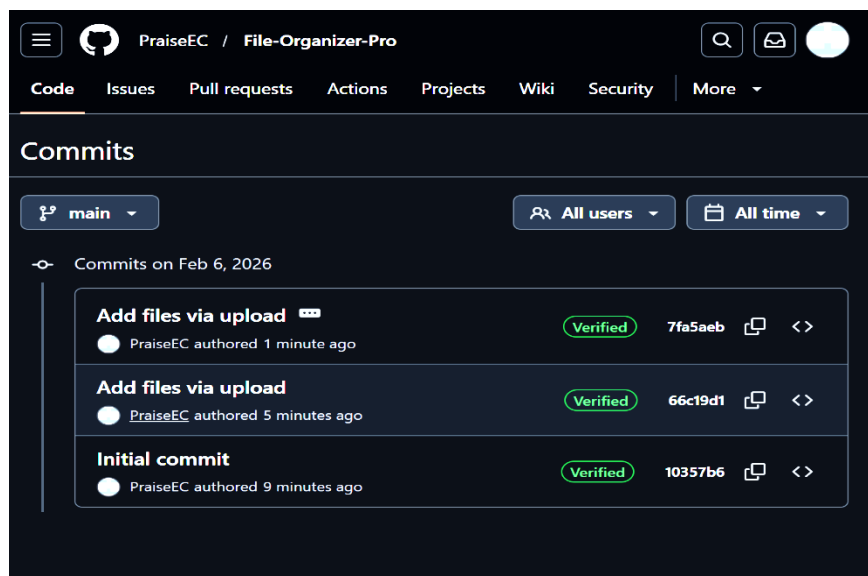 PraiseEC / File-Organizer-Pro
Code Issues Pull requests Actions Projects Wiki Security More
Commits
main All users All time
Commits on Feb 6, 2026
Add files via upload
Verified 7fa5aeb
PraiseEC authored 1 minute ago
Add files via upload
Verified 66c19d1
PraiseEC authored 5 minutes ago
Initial commit
Verified 10357b6
PraiseEC authored 9 minutes ago